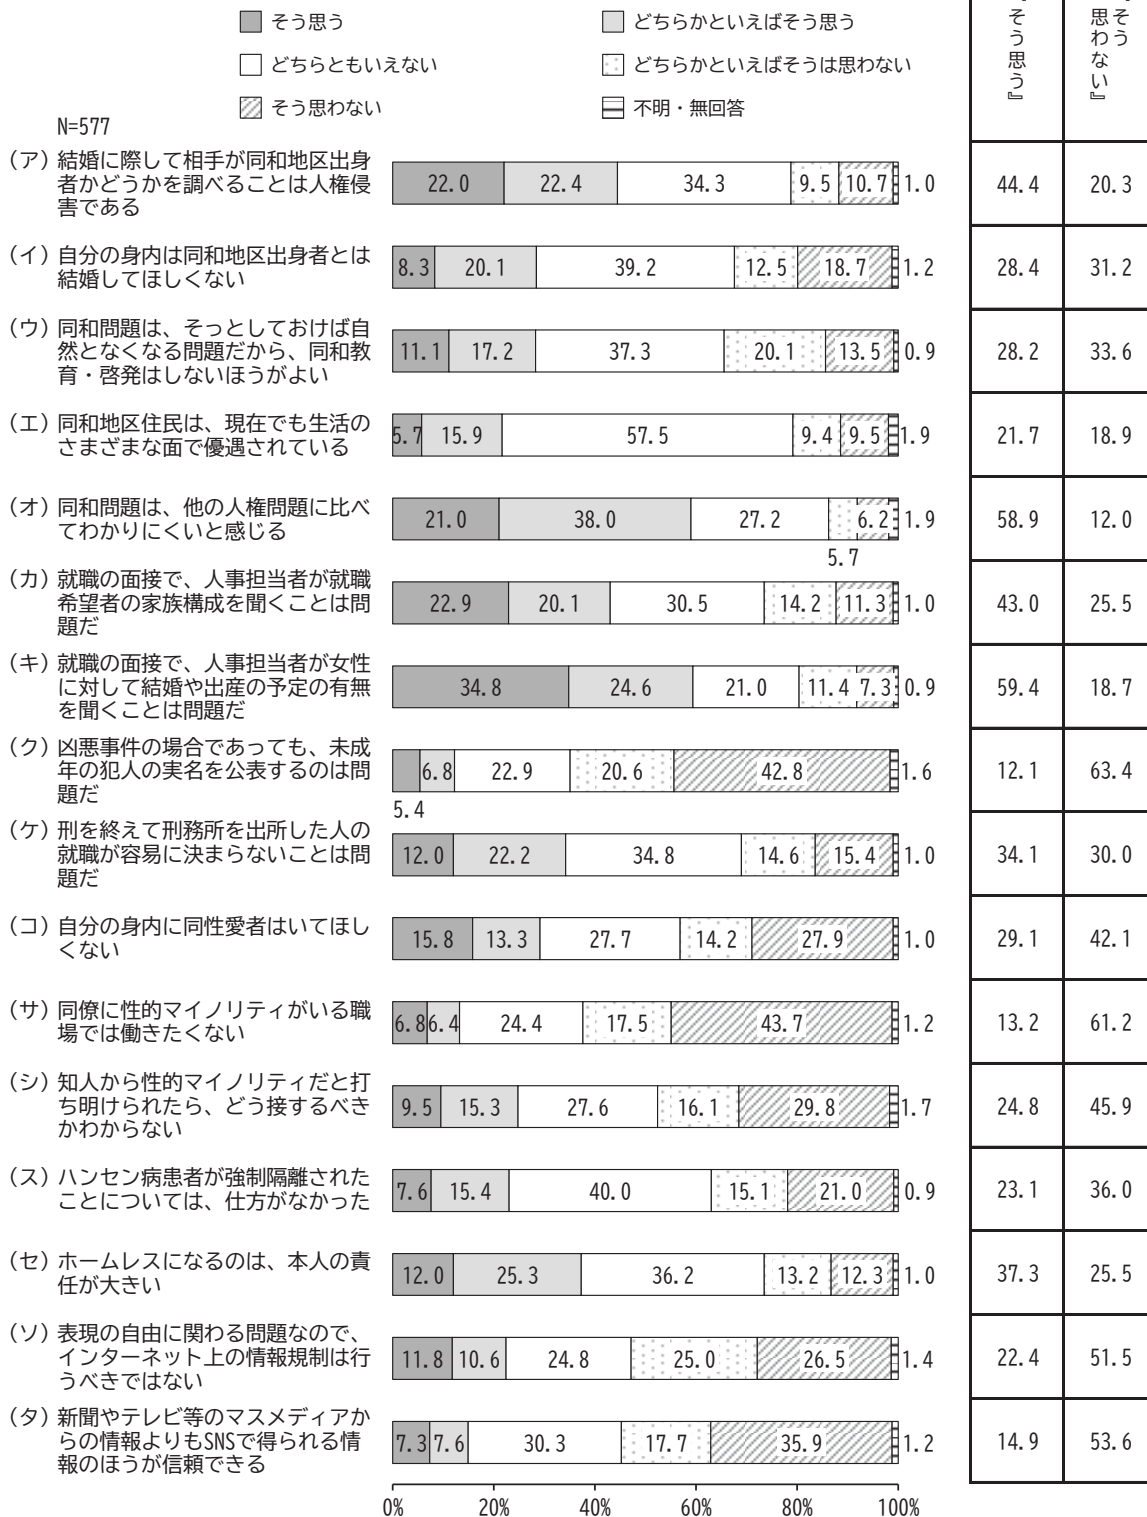 そう思う
どちらかといえばそう思う
どちらともいえない
どちらかといえばそうは思わない
そう思わない
不明・無回答
『そう思う』
『そう
思わない』
N=577
(ア) 結婚に際して相手が同和地区出身
者かどうかを調べることは人権侵
害である
22.0 22.4 34.3 9.5 10.7 1.0 44.4 20.3
(イ) 自分の身内は同和地区出身者とは
結婚してほしくない
8.3 20.1 39.2 12.5 18.7 1.2 28.4 31.2
(ウ) 同和問題は、そっとしておけば自
然となくなる問題だから、同和教
育・啓発はしないほうがよい
11.1 17.2 37.3 20.1 13.5 0.9 28.2 33.6
(エ) 同和地区住民は、現在でも生活の
さまざまな面で優遇されている
5.7 15.9 57.5 9.4 9.5 1.9 21.7 18.9
(オ) 同和問題は、他の人権問題に比べ
てわかりにくいと感じる
21.0 38.0 27.2 6.2 1.9 58.9 12.0
5.7
(カ) 就職の面接で、人事担当者が就職
希望者の家族構成を聞くことは問
題だ
22.9 20.1 30.5 14.2 11.3 1.0 43.0 25.5
(キ) 就職の面接で、人事担当者が女性
に対して結婚や出産の予定の有無
を聞くことは問題だ
34.8 24.6 21.0 11.4 7.3 0.9 59.4 18.7
(ク) 凶悪事件の場合であっても、未成
年の犯人の実名を公表するのは問
題だ
6.8 22.9 20.6 42.8 1.6 12.1 63.4
5.4
(ケ) 刑を終えて刑務所を出所した人の
就職が容易に決まらないことは問
題だ
12.0 22.2 34.8 14.6 15.4 1.0 34.1 30.0
(コ) 自分の身内に同性愛者はいてほし
くない
15.8 13.3 27.7 14.2 27.9 1.0 29.1 42.1
(サ) 同僚に性的マイノリティがいる職
場では働きたくない
6.8 6.4 24.4 17.5 43.7 1.2 13.2 61.2
(シ) 知人から性的マイノリティだと打
ち明けられたら、どう接するべき
かわからない
9.5 15.3 27.6 16.1 29.8 1.7 24.8 45.9
(ス) ハンセン病患者が強制隔離された
ことについては、仕方がなかった
7.6 15.4 40.0 15.1 21.0 0.9 23.1 36.0
(セ) ホームレスになるのは、本人の責
任が大きい
12.0 25.3 36.2 13.2 12.3 1.0 37.3 25.5
(ソ) 表現の自由に関わる問題なので、
インターネット上の情報規制は行
うべきではない
11.8 10.6 24.8 25.0 26.5 1.4 22.4 51.5
(タ) 新聞やテレビ等のマスメディアか
らの情報よりもSNSで得られる情
報のほうが信頼できる
7.3 7.6 30.3 17.7 35.9 1.2 14.9 53.6
0% 20% 40% 60% 80% 100%